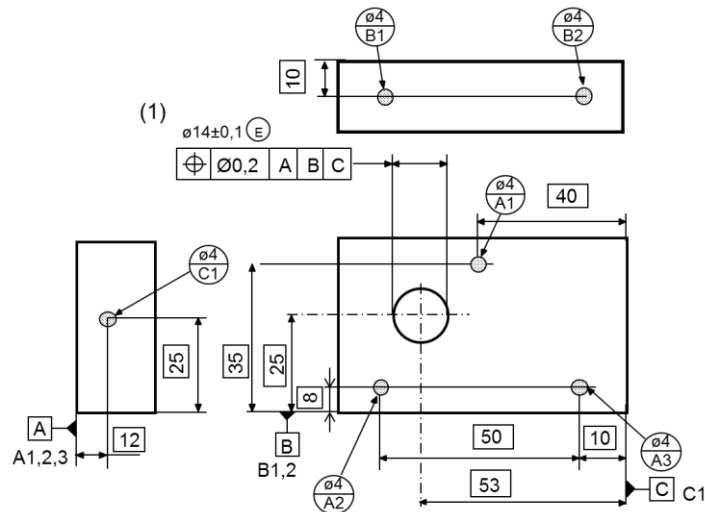 ø4
B1
ø4
B2
10
(1)
ø14±0,1 Ⓔ
⌖ Ø0,2 A B C
ø4
A1
40
ø4
C1
25
35
25
8
A
12
A1,2,3
B
B1,2
50
10
ø4
A3
ø4
A2
53
C C1